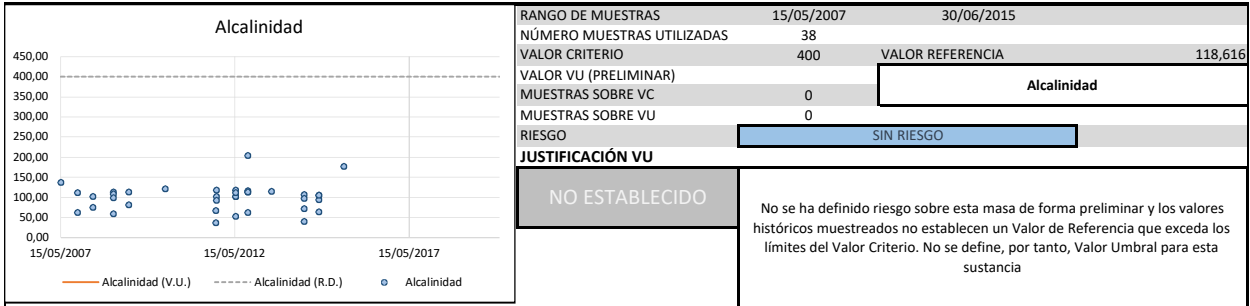 Alcalinidad
450,00
400,00
350,00
300,00
250,00
200,00
150,00
100,00
50,00
0,00
15/05/2007 15/05/2012 15/05/2017
Alcalinidad (V.U.) Alcalinidad (R.D.) Alcalinidad
RANGO DE MUESTRAS 15/05/2007 30/06/2015
NÚMERO MUESTRAS UTILIZADAS 38
VALOR CRITERIO 400 VALOR REFERENCIA 118,616
VALOR VU (PRELIMINAR)
Alcalinidad
MUESTRAS SOBRE VC 0
MUESTRAS SOBRE VU 0
RIESGO SIN RIESGO
JUSTIFICACIÓN VU
NO ESTABLECIDO
No se ha definido riesgo sobre esta masa de forma preliminar y los valores
históricos muestreados no establecen un Valor de Referencia que exceda los
límites del Valor Criterio. No se define, por tanto, Valor Umbral para esta
sustancia